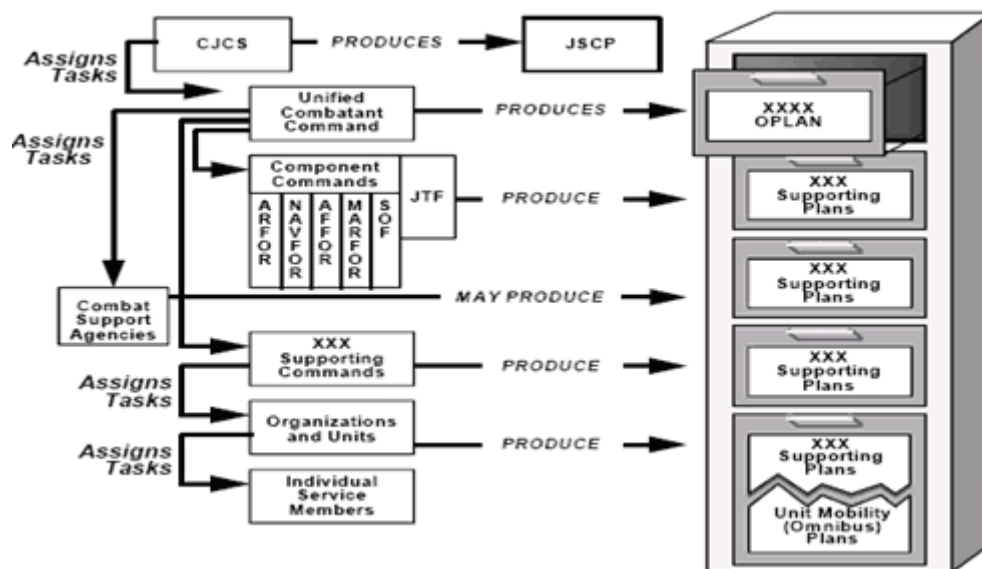 CJCS
PRODUCES
JSCP
Assigns
Tasks
Unified
Combatant
Command
PRODUCES
XXXX
OPLAN
Assigns
Tasks
Component
Commands
JTF
ARFOR
NAVFOR
AFFOR
MARFOR
SOF
PRODUCE
XXX
Supporting
Plans
Combat
Support
Agencies
MAY PRODUCE
XXX
Supporting
Plans
XXX
Supporting
Commands
PRODUCE
XXX
Supporting
Plans
Assigns
Tasks
Organizations
and Units
PRODUCE
XXX
Supporting
Plans
Unit Mobility
(Omnibus)
Plans
Assigns
Tasks
Individual
Service
Members